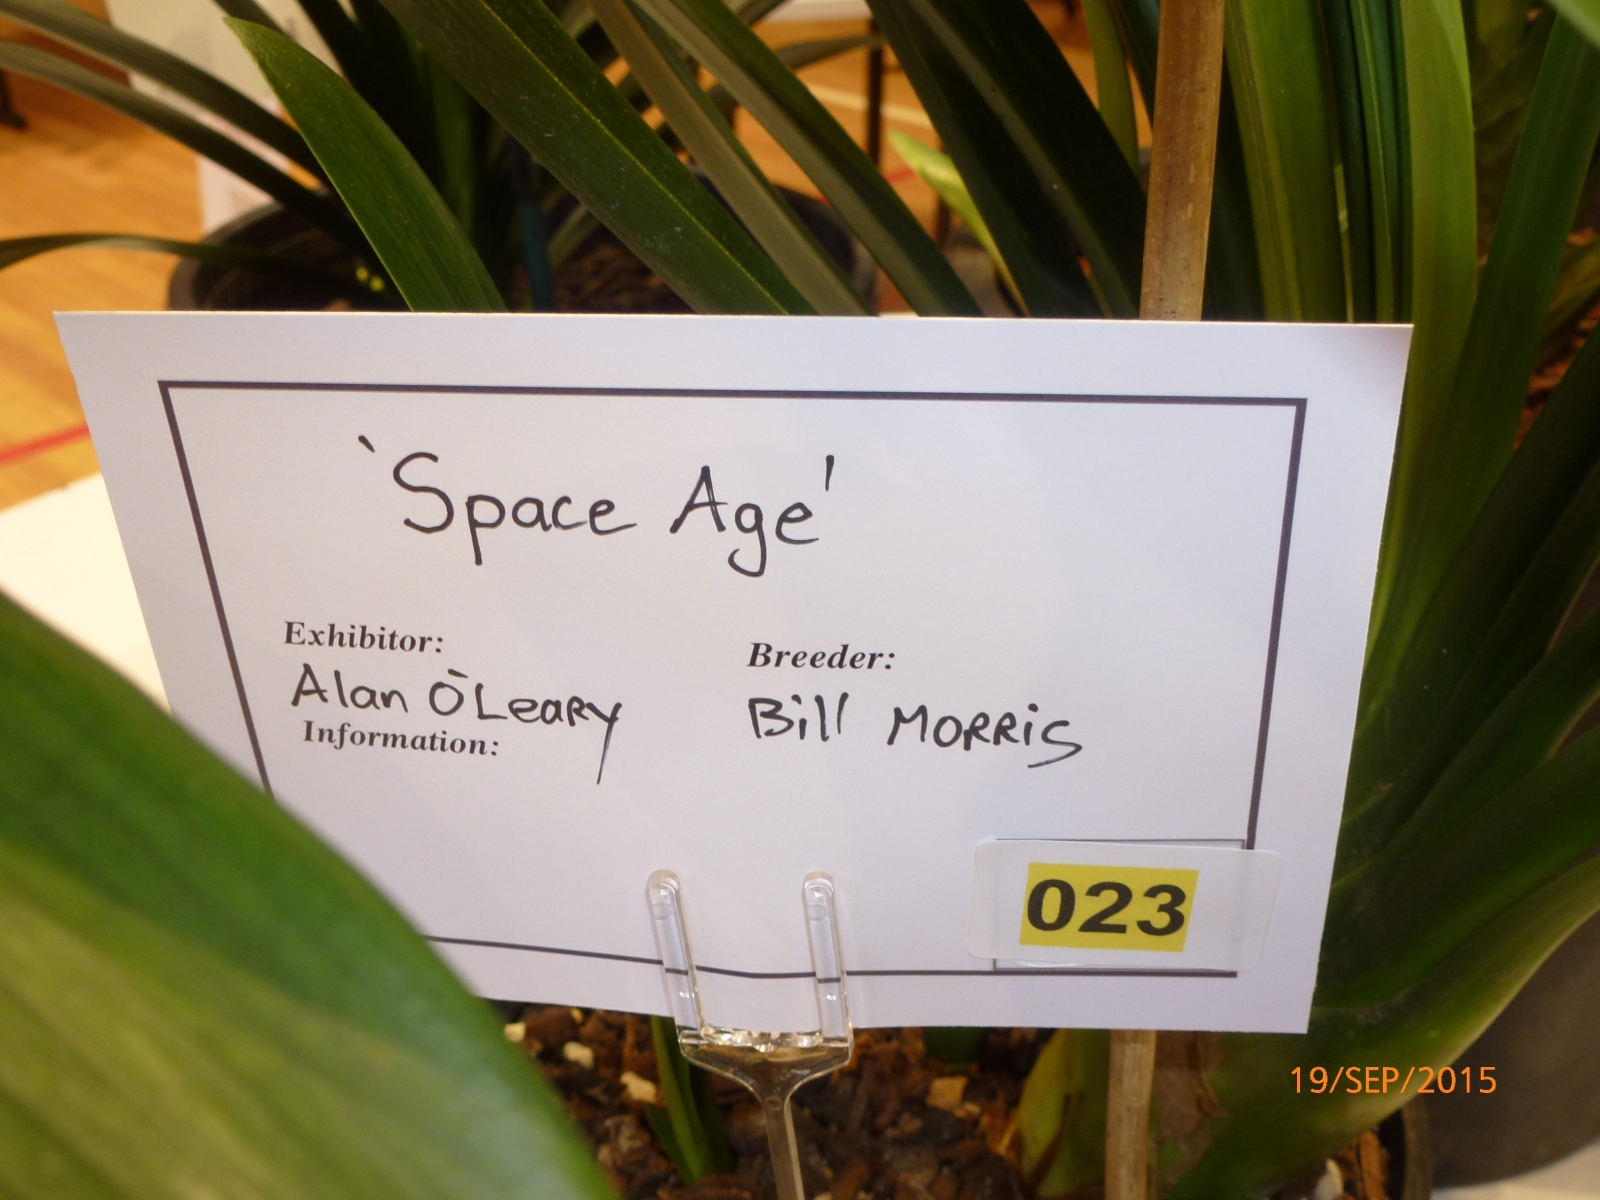 `Space Age'
Exhibitor:
Alan O'Leary
Breeder:
Bill Morris
Information:
023
19/SEP/2015